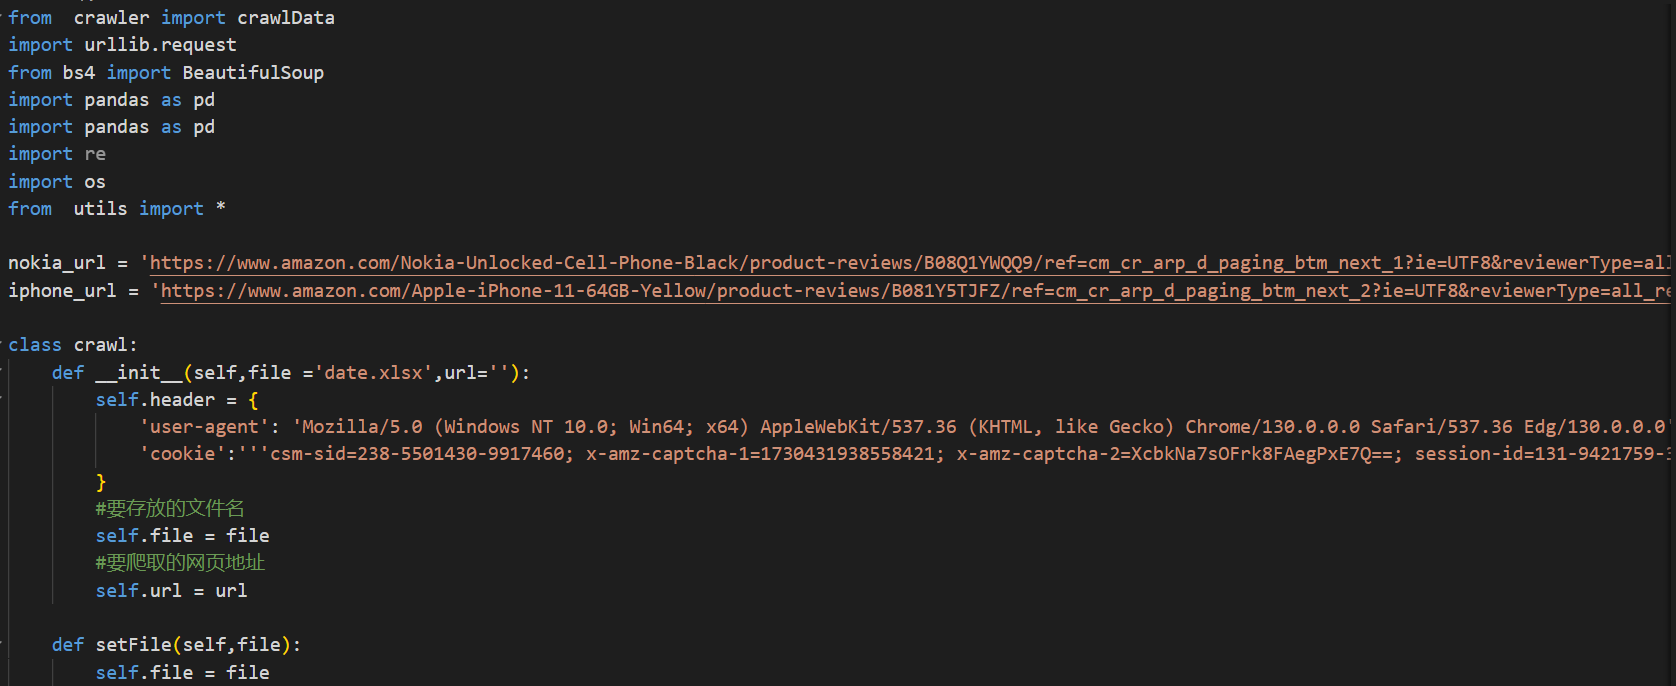 from  crawler import crawlData
import urllib.request
from bs4 import BeautifulSoup
import pandas as pd
import pandas as pd
import re
import os
from  utils import *
nokia_url = 'https://www.amazon.com/Nokia-Unlocked-Cell-Phone-Black/product-reviews/B08Q1YWQQ9/ref=cm_cr_arp_d_paging_btm_next_1?ie=UTF8&reviewerType=all
iphone_url = 'https://www.amazon.com/Apple-iPhone-11-64GB-Yellow/product-reviews/B081Y5TJFZ/ref=cm_cr_arp_d_paging_btm_next_2?ie=UTF8&reviewerType=all_re
class crawl:
    def __init__(self,file ='date.xlsx',url=''):
        self.header = {
            'user-agent': 'Mozilla/5.0 (Windows NT 10.0; Win64; x64) AppleWebKit/537.36 (KHTML, like Gecko) Chrome/130.0.0.0 Safari/537.36 Edg/130.0.0.0'
            'cookie':'''csm-sid=238-5501430-9917460; x-amz-captcha-1=1730431938558421; x-amz-captcha-2=XcbkNa7sOFrk8FAegPxE7Q==; session-id=131-9421759-3
        }
        #要存放的文件名
        self.file = file
        #要爬取的网页地址
        self.url = url
    def setFile(self,file):
        self.file = file